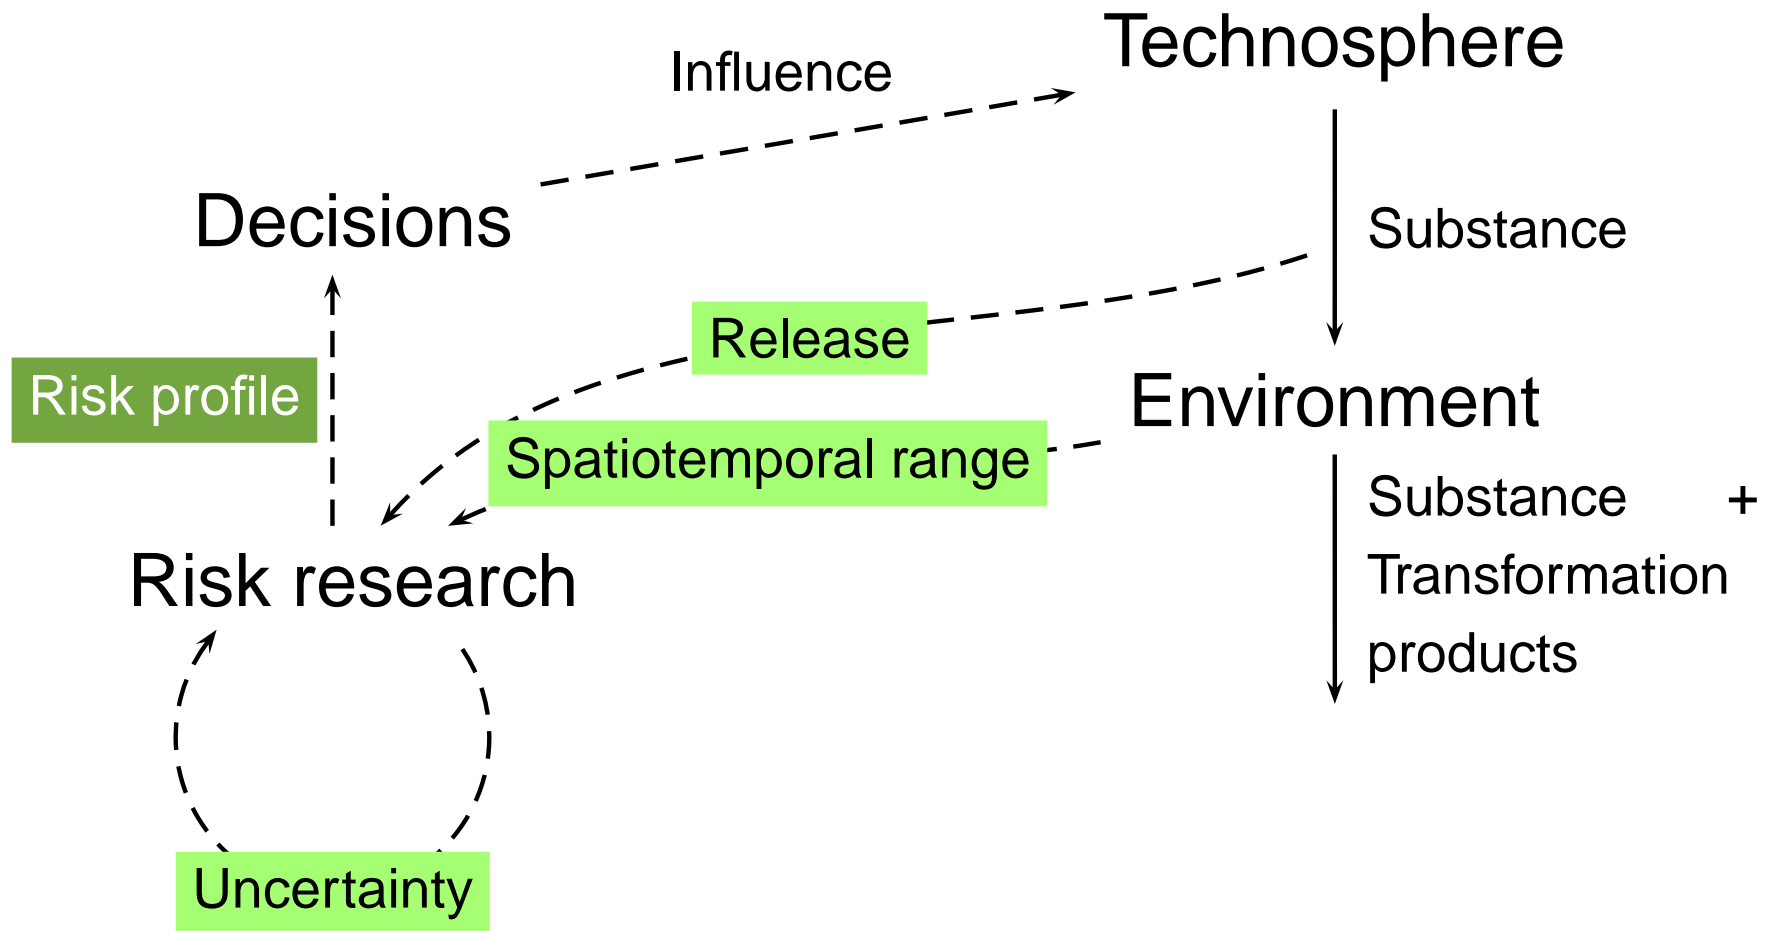 Technosphere
Influence
Decisions
Substance
Release
Risk profile
Environment
Spatiotemporal range
Substance +
Transformation
products
Risk research
Uncertainty